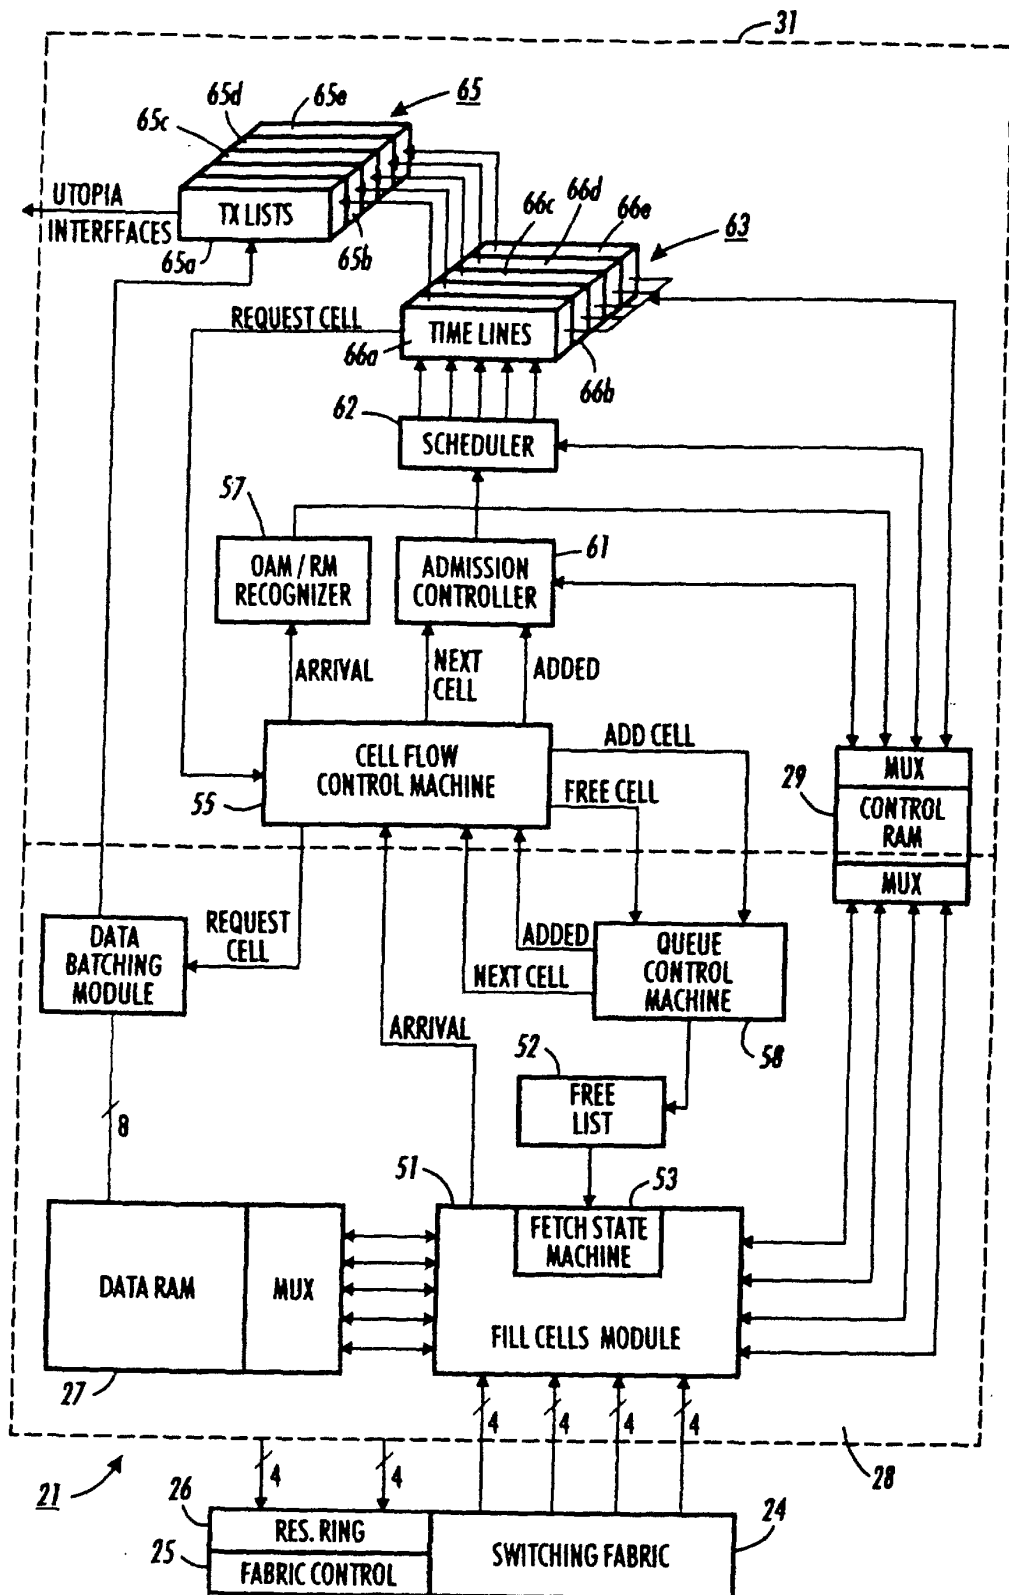 31
65
65e
65d
65c
66e
66d
66c
63
UTOPIA
INTERFFACES
TX LISTS
65a
65b
REQUEST CELL
TIME LINES
66a
66b
62
SCHEDULER
57
61
OAM / RM
RECOGNIZER
ADMISSION
CONTROLLER
ARRIVAL
NEXT
CELL
ADDED
CELL FLOW
CONTROL MACHINE
55
ADD CELL
FREE CELL
29
MUX
CONTROL
RAM
MUX
DATA
BATCHING
MODULE
REQUEST
CELL
ADDED
NEXT CELL
QUEUE
CONTROL
MACHINE
58
ARRIVAL
52
FREE
LIST
8
51
53
FETCH STATE
MACHINE
DATA RAM
MUX
FILL CELLS MODULE
27
4
4
4
4
28
21
4
4
26
RES. RING
25
FABRIC CONTROL
SWITCHING FABRIC
24